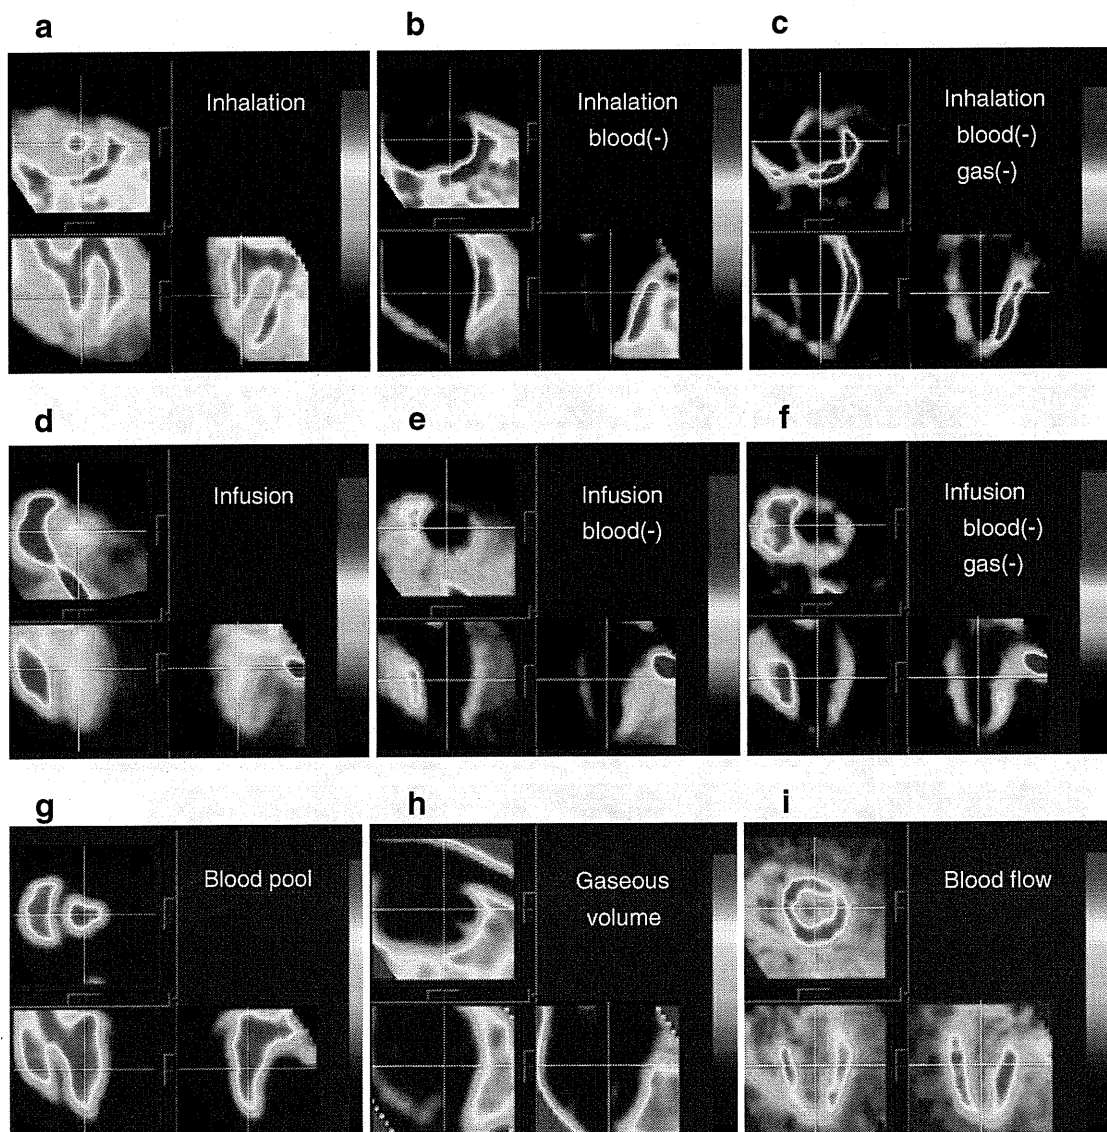 a
Inhalation
b
Inhalation
blood(-)
c
Inhalation
blood(-)
gas(-)
d
Infusion
e
Infusion
blood(-)
f
Infusion
blood(-)
gas(-)
g
Blood pool
h
Gaseous
volume
i
Blood flow